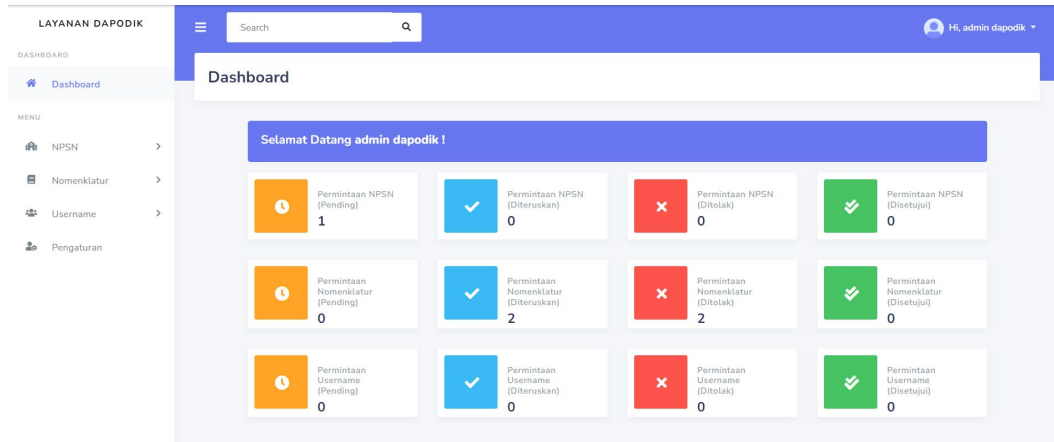 LAYANAN DAPODIK
Search
Hi, admin dapodik
DASHBOARD
Dashboard
MENU
NPSN
Nomenklatur
Username
Pengaturan
Dashboard
Selamat Datang admin dapodik !
Permintaan NPSN
(Pending)
1
Permintaan NPSN
(Diteruskan)
0
Permintaan NPSN
(Ditolak)
0
Permintaan NPSN
(Disetujui)
0
Permintaan
Nomenklatur
(Pending)
0
Permintaan
Nomenklatur
(Diteruskan)
2
Permintaan
Nomenklatur
(Ditolak)
2
Permintaan
Nomenklatur
(Disetujui)
0
Permintaan
Username
(Pending)
0
Permintaan
Username
(Diteruskan)
0
Permintaan
Username
(Ditolak)
0
Permintaan
Username
(Disetujui)
0